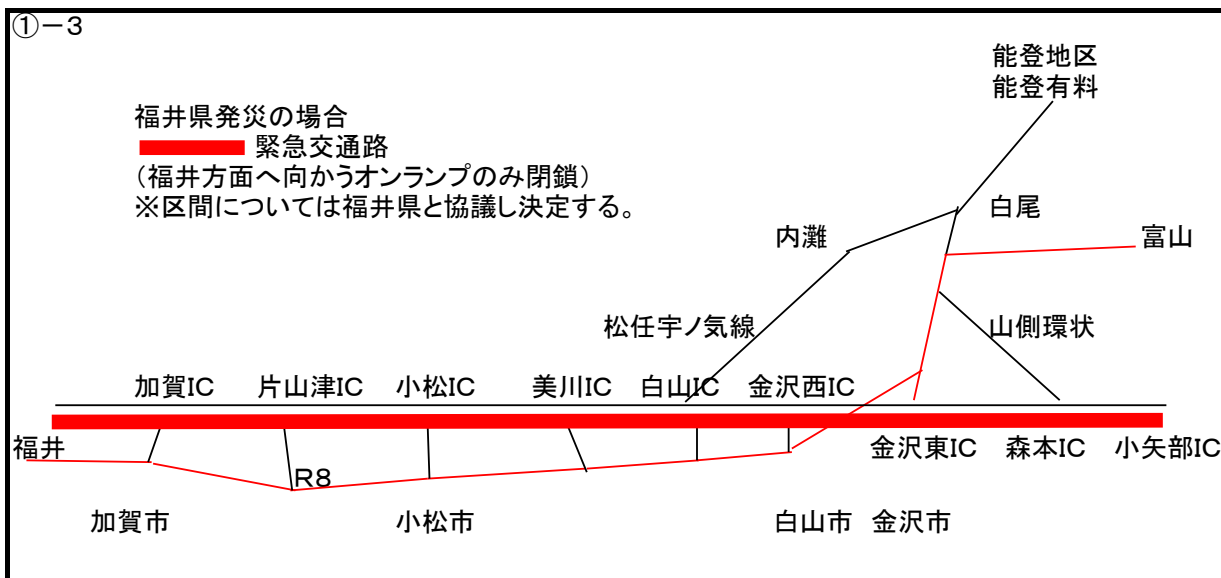 ①－３
能登地区
能登有料
福井県発災の場合
緊急交通路
（福井方面へ向かうオンランプのみ閉鎖）
※区間については福井県と協議し決定する。
白尾
内灘
富山
松任宇ノ気線
山側環状
加賀IC
片山津IC
小松IC
美川IC
白山IC
金沢西IC
福井
金沢東IC
森本IC
小矢部IC
R8
加賀市
小松市
白山市
金沢市